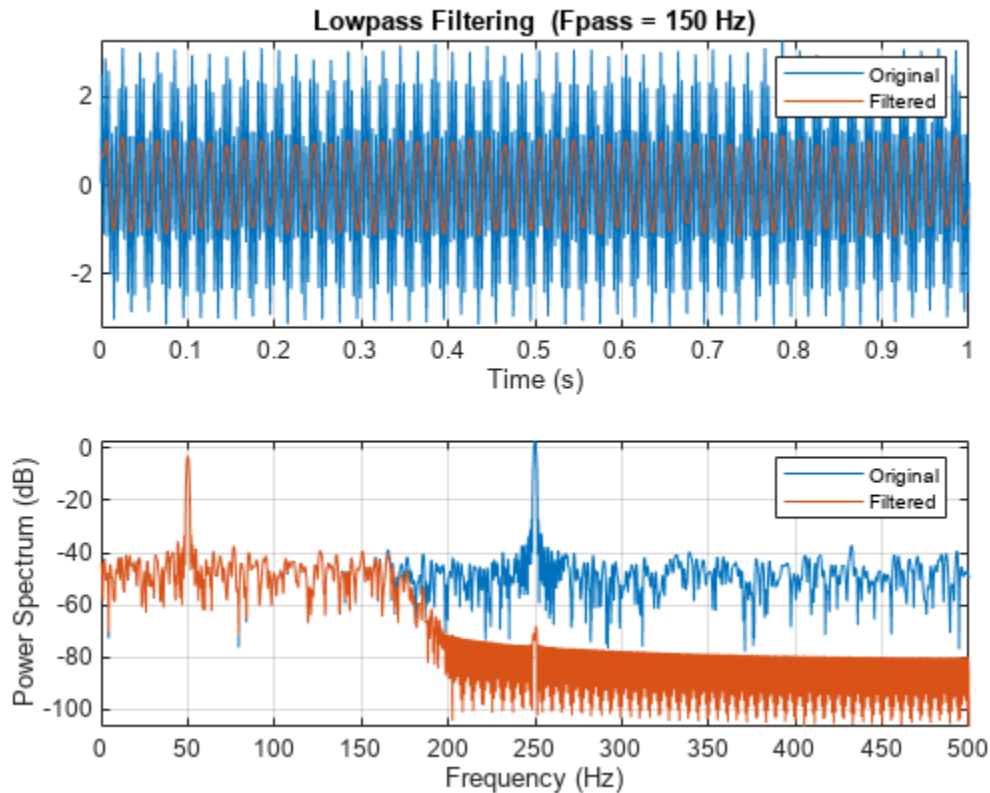 Lowpass Filtering (Fpass = 150 Hz)
Original
Filtered
2
0
-2
0 0.1 0.2 0.3 0.4 0.5 0.6 0.7 0.8 0.9 1
Time (s)
Original
Filtered
0
-20
-40
-60
-80
-100
Power Spectrum (dB)
0 50 100 150 200 250 300 350 400 450 500
Frequency (Hz)